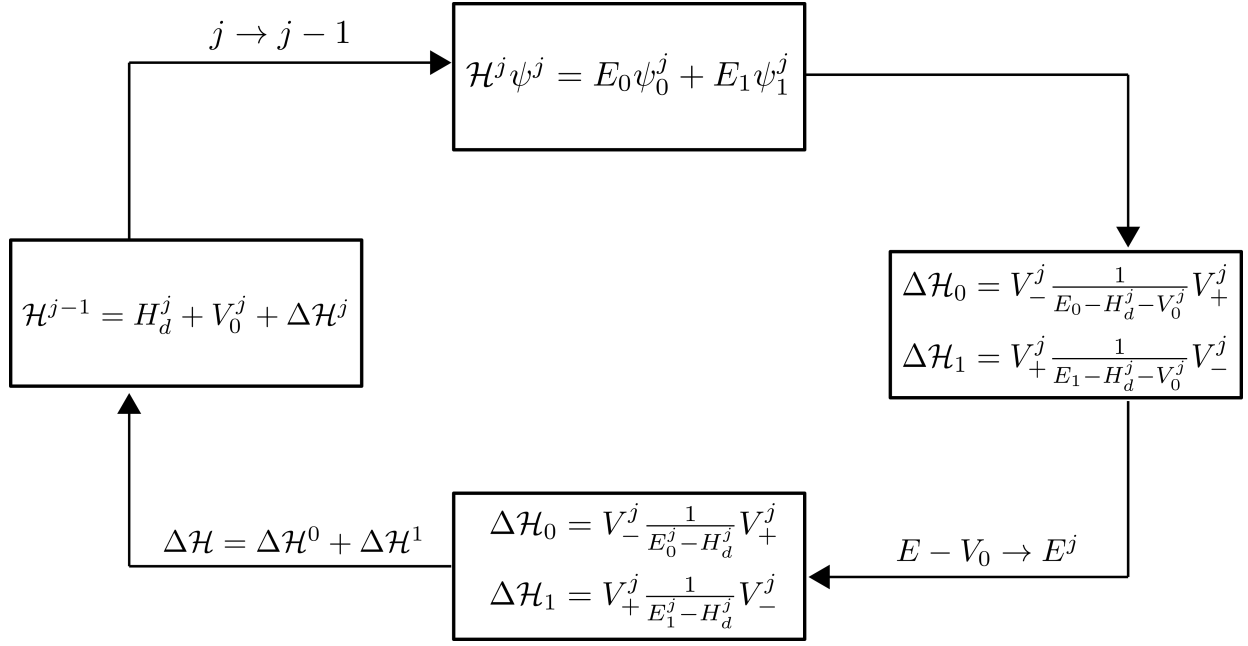 j → j − 1
ℋ^j ψ^j = E_0 ψ_0^j + E_1 ψ_1^j
ℋ^{j−1} = H_d^j + V_0^j + Δℋ^j
Δℋ_0 = V_−^j \frac{1}{E_0 − H_d^j − V_0^j} V_+^j
Δℋ_1 = V_+^j \frac{1}{E_1 − H_d^j − V_0^j} V_−^j
Δℋ = Δℋ^0 + Δℋ^1
Δℋ_0 = V_−^j \frac{1}{E_0^j − H_d^j} V_+^j
Δℋ_1 = V_+^j \frac{1}{E_1^j − H_d^j} V_−^j
E − V_0 → E^j